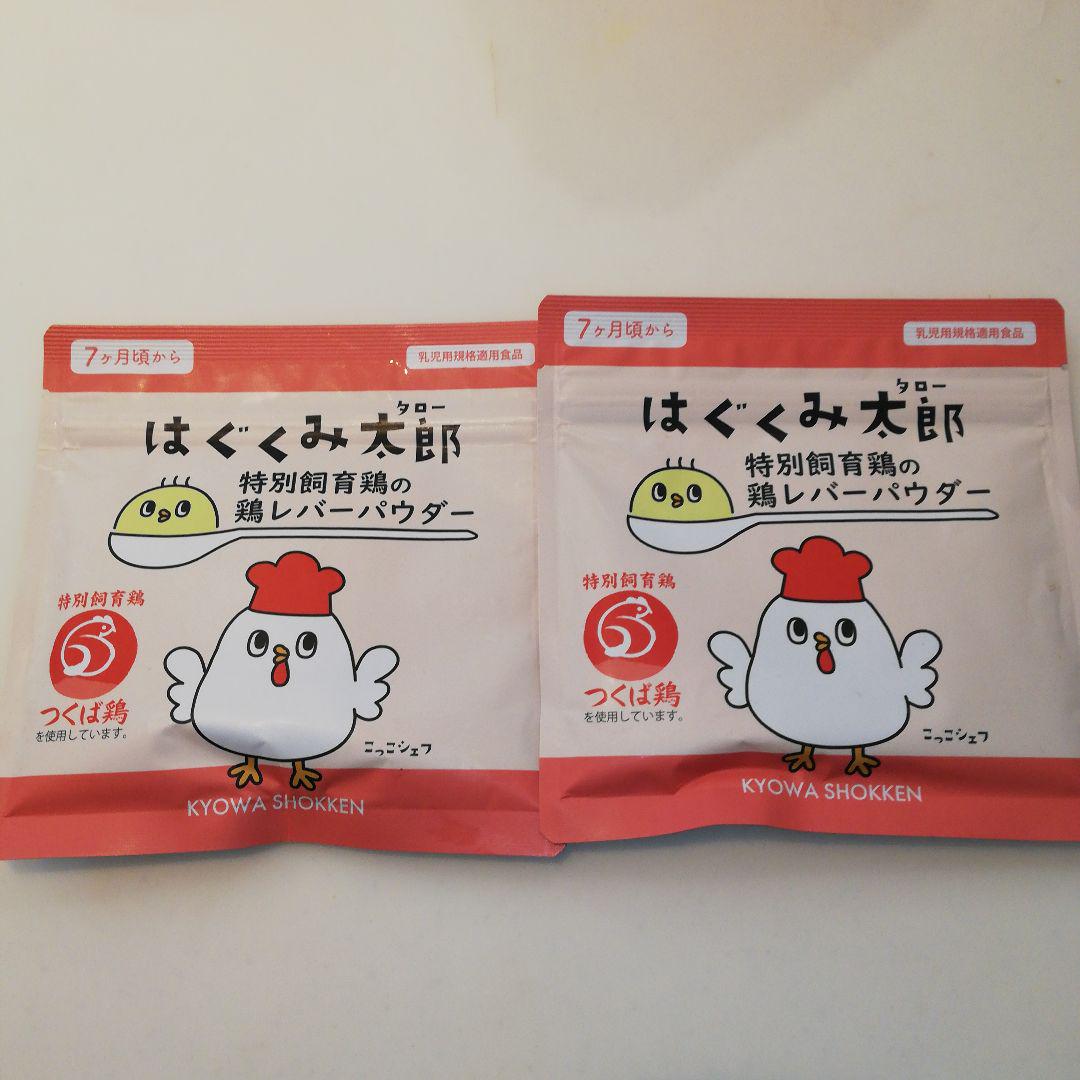 7ヶ月頃から
乳児用規格適用食品
タロー
はぐくみ太郎
特別飼育鶏の
鶏レバーパウダー
特別飼育鶏
つくば鶏
を使用しています。
こっこシェフ
KYOWA SHOKKEN
7ヶ月頃から
乳児用規格適用食品
タロー
はぐくみ太郎
特別飼育鶏の
鶏レバーパウダー
特別飼育鶏
つくば鶏
を使用しています。
こっこシェフ
KYOWA SHOKKEN